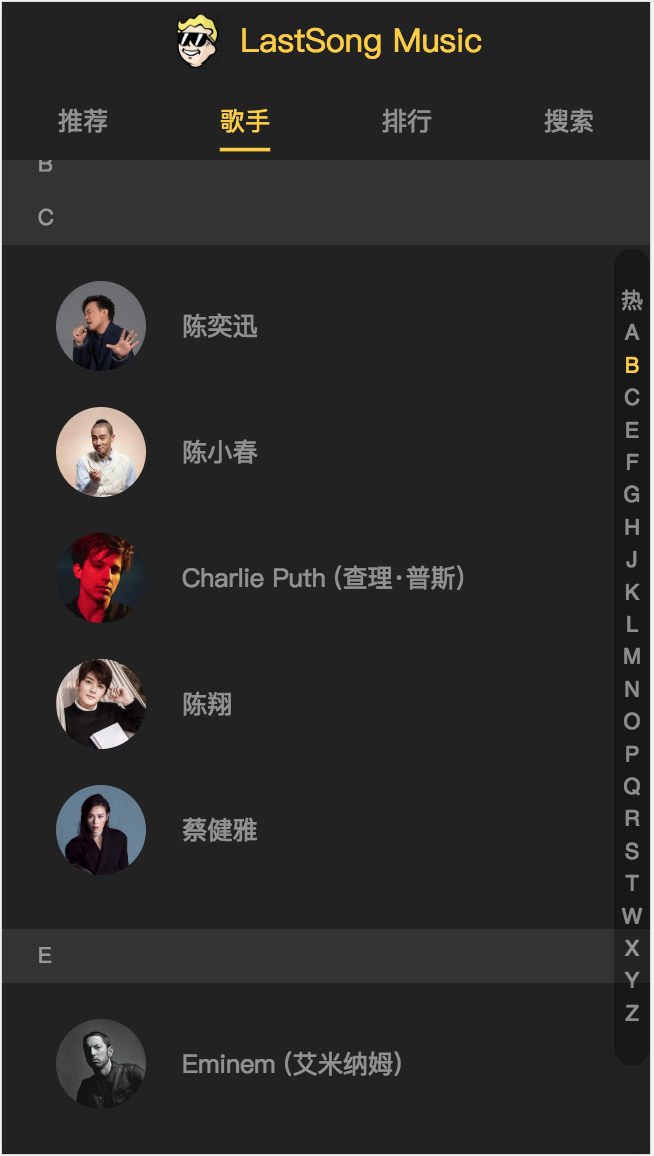 LastSong Music
推荐 歌手 排行 搜索
B
C
陈奕迅
陈小春
Charlie Puth (查理·普斯)
陈翔
蔡健雅
E
Eminem (艾米纳姆)
热
A
B
C
E
F
G
H
J
K
L
M
N
O
P
Q
R
S
T
W
X
Y
Z